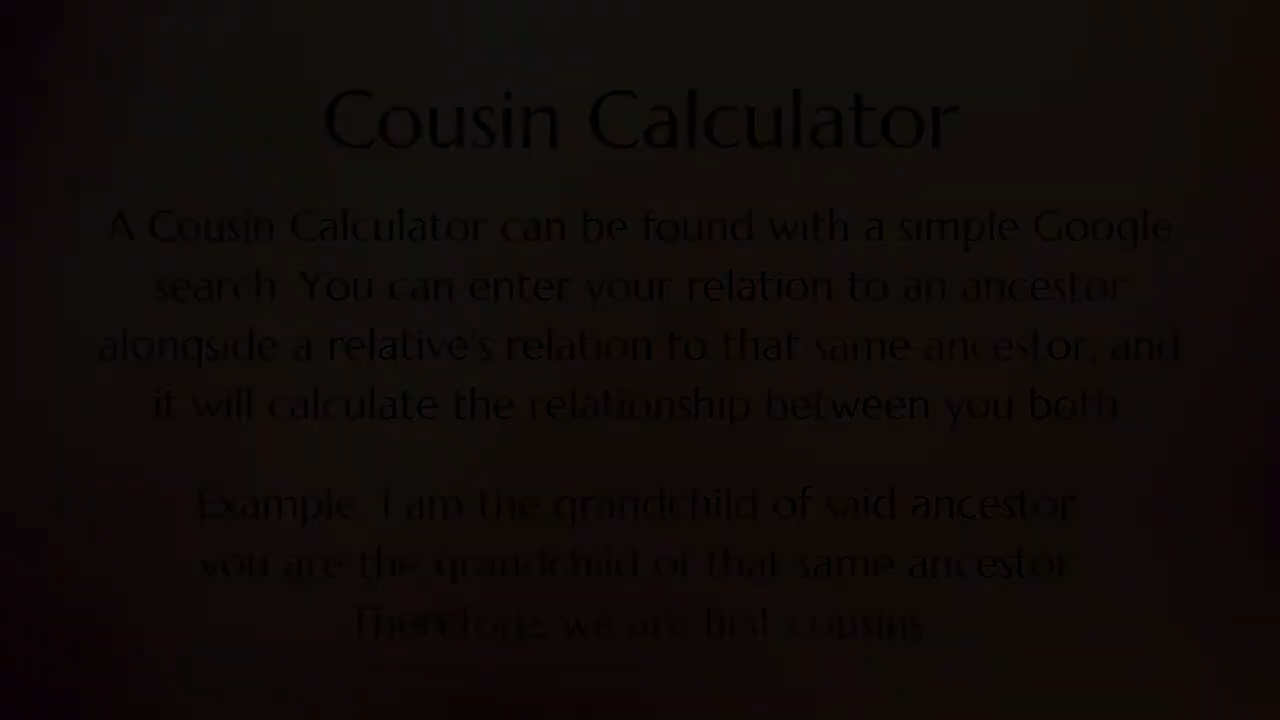 Cousin Calculator
A Cousin Calculator can be found with a simple Google
search. You can enter your relation to an ancestor
alongside a relative's relation to that same ancestor, and
it will calculate the relationship between you both.
Example: I am the grandchild of said ancestor
you are the grandchild of that same ancestor
Therefore, we are first cousins